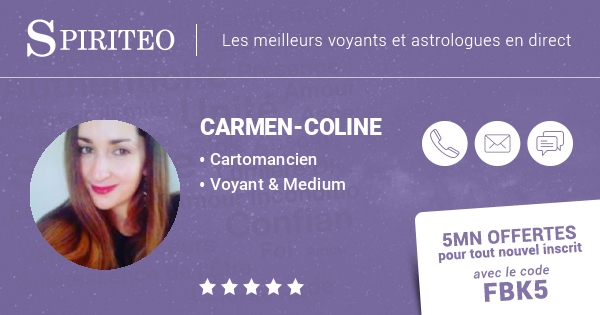 SPIRITEO
Les meilleurs voyants et astrologues en direct
CARMEN-COLINE
• Cartomancien
• Voyant & Medium
5MN OFFERTES
pour tout nouvel inscrit
avec le code
FBK5